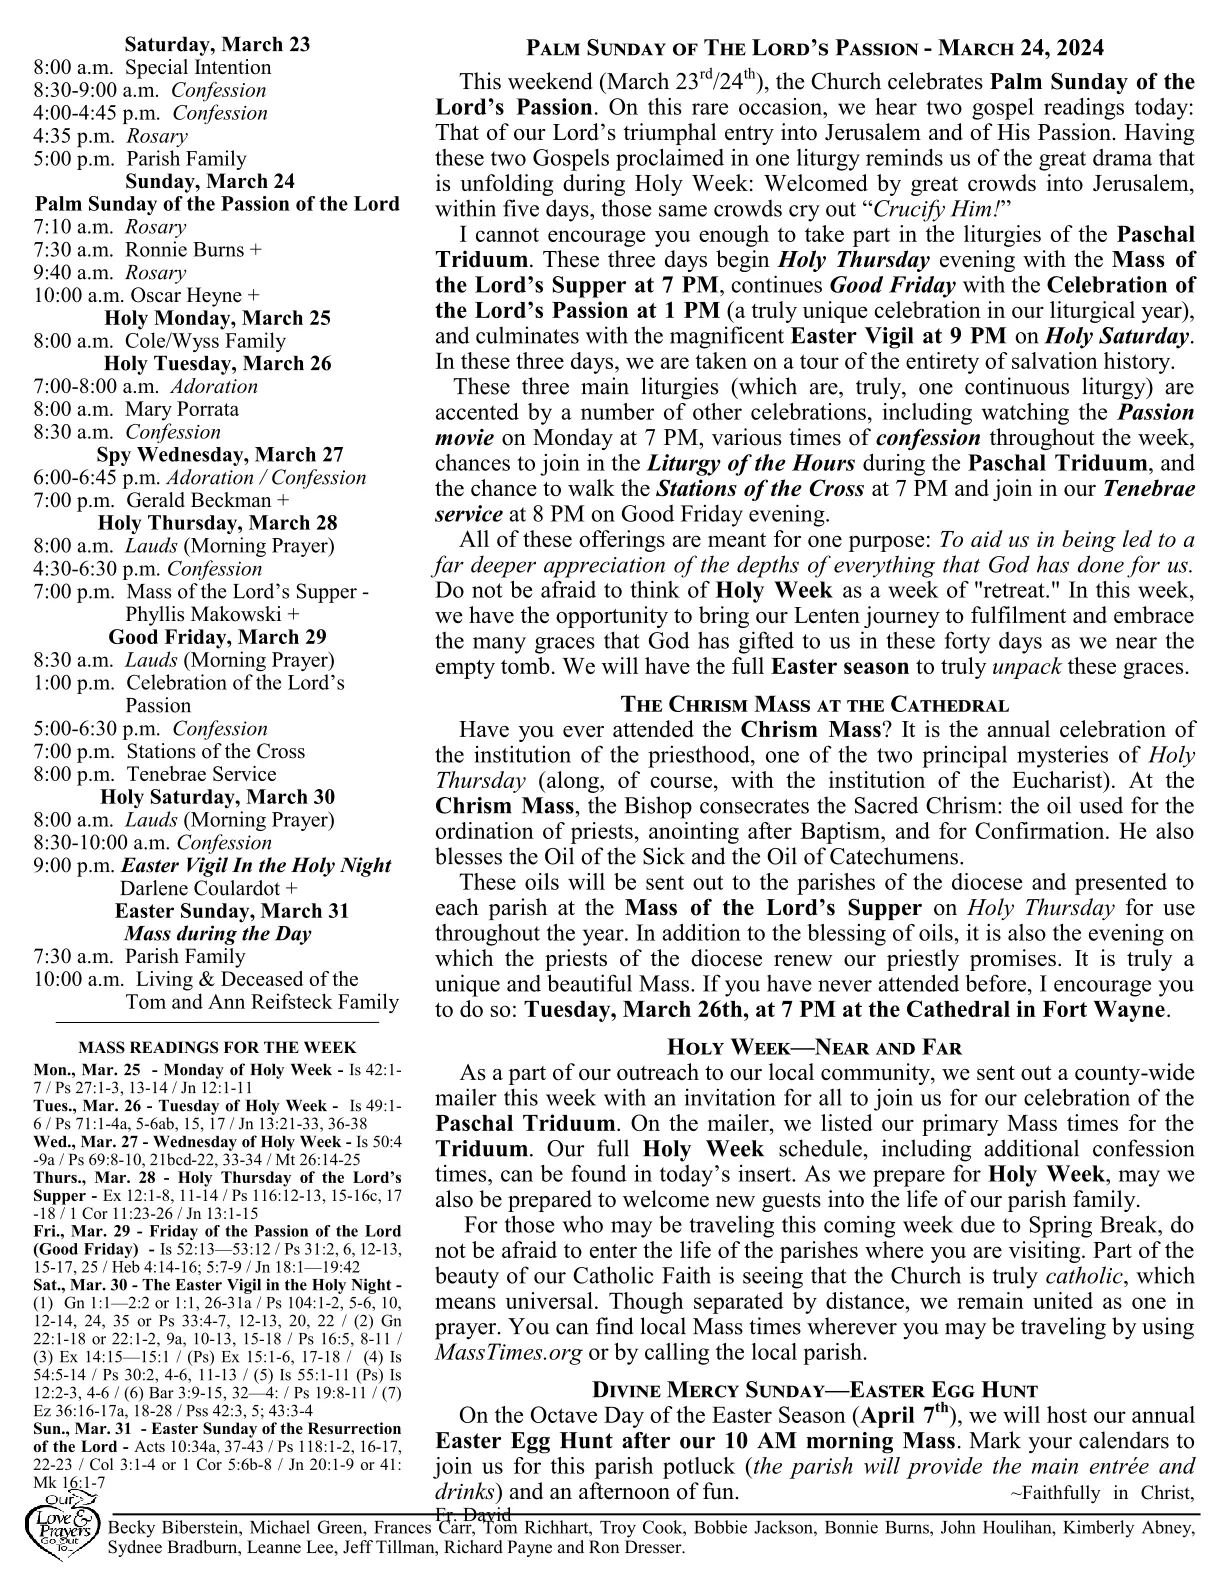 Saturday, March 23
8:00 a.m. Special Intention
8:30-9:00 a.m. Confession
4:00-4:45 p.m. Confession
4:35 p.m. Rosary
5:00 p.m. Parish Family
Sunday, March 24
Palm Sunday of the Passion of the Lord
7:10 a.m. Rosary
7:30 a.m. Ronnie Burns +
9:40 a.m. Rosary
10:00 a.m. Oscar Heyne +
Holy Monday, March 25
8:00 a.m. Cole/Wyss Family
Holy Tuesday, March 26
7:00-8:00 a.m. Adoration
8:00 a.m. Mary Porrata
8:30 a.m. Confession
Spy Wednesday, March 27
6:00-6:45 p.m. Adoration / Confession
7:00 p.m. Gerald Beckman +
Holy Thursday, March 28
8:00 a.m. Lauds (Morning Prayer)
4:30-6:30 p.m. Confession
7:00 p.m. Mass of the Lord's Supper -
Phyllis Makowski +
Good Friday, March 29
8:30 a.m. Lauds (Morning Prayer)
1:00 p.m. Celebration of the Lord's
Passion
5:00-6:30 p.m. Confession
7:00 p.m. Stations of the Cross
8:00 p.m. Tenebrae Service
Holy Saturday, March 30
8:00 a.m. Lauds (Morning Prayer)
8:30-10:00 a.m. Confession
9:00 p.m. Easter Vigil In the Holy Night
Darlene Coulardot +
Easter Sunday, March 31
Mass during the Day
7:30 a.m. Parish Family
10:00 a.m. Living & Deceased of the
Tom and Ann Reifsteck Family
MASS READINGS FOR THE WEEK
Mon., Mar. 25 - Monday of Holy Week - Is 42:1-
7 / Ps 27:1-3, 13-14 / Jn 12:1-11
Tues., Mar. 26 - Tuesday of Holy Week - Is 49:1-
6 / Ps 71:1-4a, 5-6ab, 15, 17 / Jn 13:21-33, 36-38
Wed., Mar. 27 - Wednesday of Holy Week - Is 50:4
-9a / Ps 69:8-10, 21bcd-22, 33-34 / Mt 26:14-25
Thurs., Mar. 28 - Holy Thursday of the Lord's
Supper - Ex 12:1-8, 11-14 / Ps 116:12-13, 15-16c, 17
-18 / 1 Cor 11:23-26 / Jn 13:1-15
Fri., Mar. 29 - Friday of the Passion of the Lord
(Good Friday) - Is 52:13—53:12 / Ps 31:2, 6, 12-13,
15-17, 25 / Heb 4:14-16; 5:7-9 / Jn 18:1—19:42
Sat., Mar. 30 - The Easter Vigil in the Holy Night -
(1) Gn 1:1—2:2 or 1:1, 26-31a / Ps 104:1-2, 5-6, 10,
12-14, 24, 35 or Ps 33:4-7, 12-13, 20, 22 / (2) Gn
22:1-18 or 22:1-2, 9a, 10-13, 15-18 / Ps 16:5, 8-11 /
(3) Ex 14:15—15:1 / (Ps) Ex 15:1-6, 17-18 / (4) Is
54:5-14 / Ps 30:2, 4-6, 11-13 / (5) Is 55:1-11 (Ps) Is
12:2-3, 4-6 / (6) Bar 3:9-15, 32—4: / Ps 19:8-11 / (7)
Ez 36:16-17a, 18-28 / Pss 42:3, 5; 43:3-4
Sun., Mar. 31 - Easter Sunday of the Resurrection
of the Lord - Acts 10:34a, 37-43 / Ps 118:1-2, 16-17,
22-23 / Col 3:1-4 or 1 Cor 5:6b-8 / Jn 20:1-9 or 41:
Mk 16:1-7
Palm Sunday of The Lord's Passion - March 24, 2024
This weekend (March 23rd/24th), the Church celebrates Palm Sunday of the
Lord's Passion. On this rare occasion, we hear two gospel readings today:
That of our Lord's triumphal entry into Jerusalem and of His Passion. Having
these two Gospels proclaimed in one liturgy reminds us of the great drama that
is unfolding during Holy Week: Welcomed by great crowds into Jerusalem,
within five days, those same crowds cry out “Crucify Him!”
I cannot encourage you enough to take part in the liturgies of the Paschal
Triduum. These three days begin Holy Thursday evening with the Mass of
the Lord's Supper at 7 PM, continues Good Friday with the Celebration of
the Lord's Passion at 1 PM (a truly unique celebration in our liturgical year),
and culminates with the magnificent Easter Vigil at 9 PM on Holy Saturday.
In these three days, we are taken on a tour of the entirety of salvation history.
These three main liturgies (which are, truly, one continuous liturgy) are
accented by a number of other celebrations, including watching the Passion
movie on Monday at 7 PM, various times of confession throughout the week,
chances to join in the Liturgy of the Hours during the Paschal Triduum, and
the chance to walk the Stations of the Cross at 7 PM and join in our Tenebrae
service at 8 PM on Good Friday evening.
All of these offerings are meant for one purpose: To aid us in being led to a
far deeper appreciation of the depths of everything that God has done for us.
Do not be afraid to think of Holy Week as a week of "retreat." In this week,
we have the opportunity to bring our Lenten journey to fulfilment and embrace
the many graces that God has gifted to us in these forty days as we near the
empty tomb. We will have the full Easter season to truly unpack these graces.
The Chrism Mass at the Cathedral
Have you ever attended the Chrism Mass? It is the annual celebration of
the institution of the priesthood, one of the two principal mysteries of Holy
Thursday (along, of course, with the institution of the Eucharist). At the
Chrism Mass, the Bishop consecrates the Sacred Chrism: the oil used for the
ordination of priests, anointing after Baptism, and for Confirmation. He also
blesses the Oil of the Sick and the Oil of Catechumens.
These oils will be sent out to the parishes of the diocese and presented to
each parish at the Mass of the Lord's Supper on Holy Thursday for use
throughout the year. In addition to the blessing of oils, it is also the evening on
which the priests of the diocese renew our priestly promises. It is truly a
unique and beautiful Mass. If you have never attended before, I encourage you
to do so: Tuesday, March 26th, at 7 PM at the Cathedral in Fort Wayne.
Holy Week—Near and Far
As a part of our outreach to our local community, we sent out a county-wide
mailer this week with an invitation for all to join us for our celebration of the
Paschal Triduum. On the mailer, we listed our primary Mass times for the
Triduum. Our full Holy Week schedule, including additional confession
times, can be found in today's insert. As we prepare for Holy Week, may we
also be prepared to welcome new guests into the life of our parish family.
For those who may be traveling this coming week due to Spring Break, do
not be afraid to enter the life of the parishes where you are visiting. Part of the
beauty of our Catholic Faith is seeing that the Church is truly catholic, which
means universal. Though separated by distance, we remain united as one in
prayer. You can find local Mass times wherever you may be traveling by using
MassTimes.org or by calling the local parish.
Divine Mercy Sunday—Easter Egg Hunt
On the Octave Day of the Easter Season (April 7th), we will host our annual
Easter Egg Hunt after our 10 AM morning Mass. Mark your calendars to
join us for this parish potluck (the parish will provide the main entrée and
drinks) and an afternoon of fun. ~Faithfully in Christ,
Fr. David
Our
Love &
Prayers
Go Out
To...
Becky Biberstein, Michael Green, Frances Carr, Tom Richhart, Troy Cook, Bobbie Jackson, Bonnie Burns, John Houlihan, Kimberly Abney,
Sydnee Bradburn, Leanne Lee, Jeff Tillman, Richard Payne and Ron Dresser.